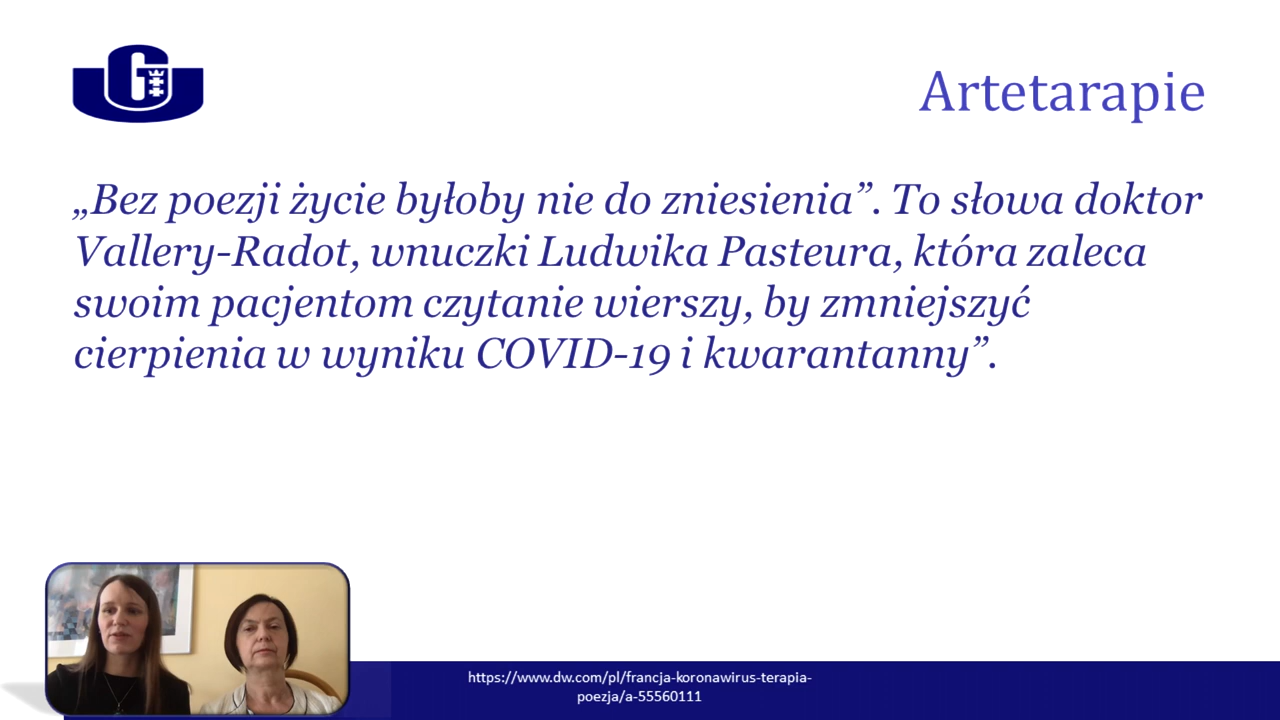 Artetarapie
„Bez poezji życie byłoby nie do zniesienia”. To słowa doktor
Vallery-Radot, wnuczki Ludwika Pasteura, która zaleca
swoim pacjentom czytanie wierszy, by zmniejszyć
cierpienia w wyniku COVID-19 i kwarantanny”.
https://www.dw.com/pl/francja-koronawirus-terapia-
poezja/a-55560111